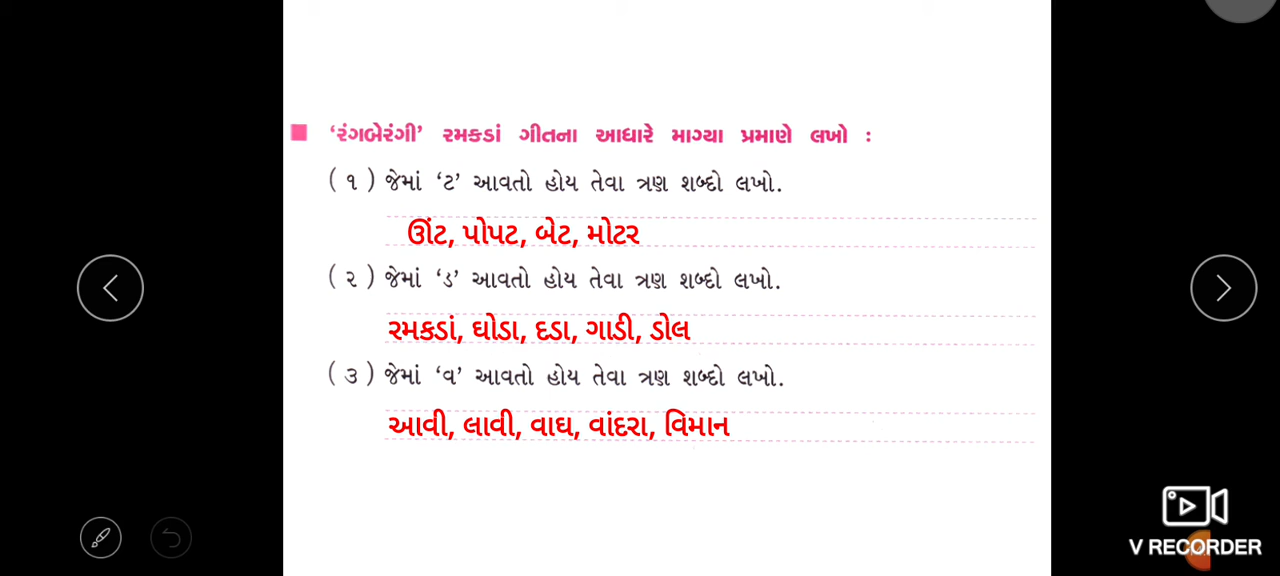 ‘રંગબેરંગી’ રમકડાં ગીતના આધારે માગ્યા પ્રમાણે લખો :
( ૧ ) જેમાં ‘ટ’ આવતો હોય તેવા ત્રણ શબ્દો લખો.
ઊંટ, પોપટ, બેટ, મોટર
( ૨ ) જેમાં ‘ડ’ આવતો હોય તેવા ત્રણ શબ્દો લખો.
રમકડાં, ઘોડા, દડા, ગાડી, ડોલ
( ૩ ) જેમાં ‘વ’ આવતો હોય તેવા ત્રણ શબ્દો લખો.
આવી, લાવી, વાઘ, વાંદરા, વિમાન
V RECORDER